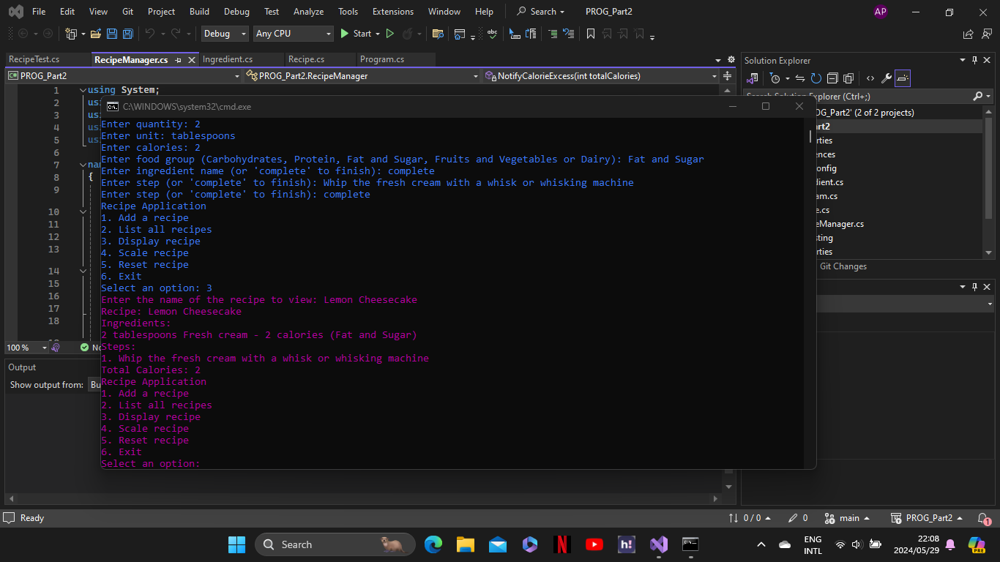 File Edit View Git Project Build Debug Test Analyze Tools Extensions Window Help Search PROG_Part2 AP
Debug Any CPU Start
RecipeTest.cs RecipeManager.cs Ingredient.cs Recipe.cs Program.cs
Solution Explorer
PROG_Part2 PROG_Part2.RecipeManager NotifyCalorieExcess(int totalCalories)
1 using System;
Search Solution Explorer (Ctrl+;)
2
3
4
5
6
7
8 {
9
10
11
12
13
14
15
16
17
18
C:\WINDOWS\system32\cmd.exe
Enter quantity: 2
Enter unit: tablespoons
Enter calories: 2
Enter food group (Carbohydrates, Protein, Fat and Sugar, Fruits and Vegetables or Dairy): Fat and Sugar
Enter ingredient name (or 'complete' to finish): complete
Enter step (or 'complete' to finish): Whip the fresh cream with a whisk or whisking machine
Enter step (or 'complete' to finish): complete
Recipe Application
1. Add a recipe
2. List all recipes
3. Display recipe
4. Scale recipe
5. Reset recipe
6. Exit
Select an option: 3
Enter the name of the recipe to view: Lemon Cheesecake
Recipe: Lemon Cheesecake
Ingredients:
2 tablespoons Fresh cream - 2 calories (Fat and Sugar)
Steps:
1. Whip the fresh cream with a whisk or whisking machine
Total Calories: 2
Recipe Application
1. Add a recipe
2. List all recipes
3. Display recipe
4. Scale recipe
5. Reset recipe
6. Exit
Select an option:
OG_Part2' (2 of 2 projects)
rt2
rties
ences
onfig
dient.cs
am.cs
e.cs
eManager.cs
sting
rties
Git Changes
100 % No
Output
Show output from: Bu
Ready 0 / 0 0 main PROG_Part2 1
Search h! ENG INTL 22:08 2024/05/29 PRE